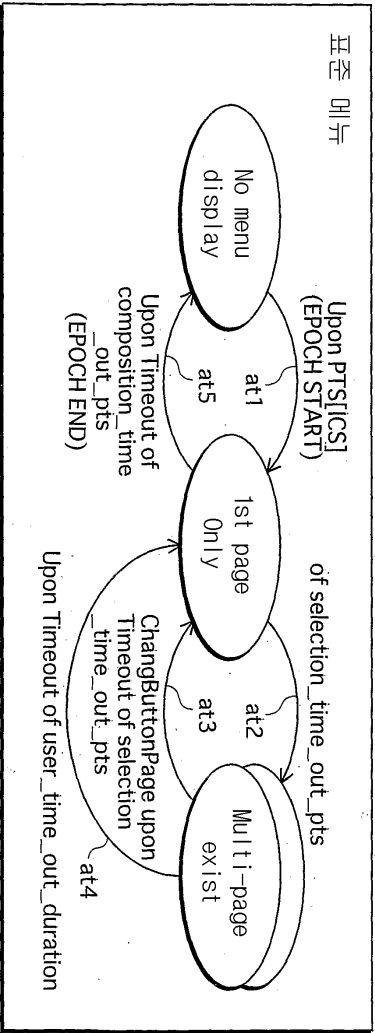 표준 메뉴
No menu
display
Upon PTS[ICS]
(EPOCH START)
at1
at5
Upon Timeout of
composition_time
_out_pts
(EPOCH END)
1st page
Only
of selection_time_out_pts
at2
at3
ChangButtonPage upon
Timeout of selection
_time_out_pts
Multi-page
exist
at4
Upon Timeout of user_time_out_duration